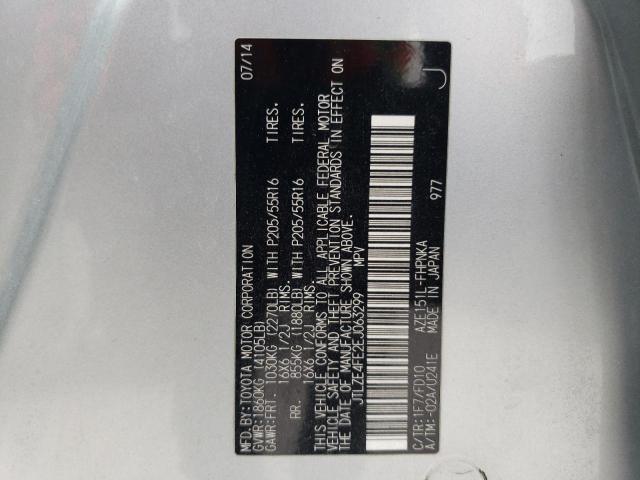 MFD.BY:TOYOTA MOTOR CORPORATION 07/14
GVWR:1860KG (4105LB)
GAWR:FRT. 1030KG (2270LB) WITH P205/55R16 TIRES.
16X6 1/2J RIMS.
RR. 855KG (1880LB) WITH P205/55R16 TIRES.
16X6 1/2J RIMS.
THIS VEHICLE CONFORMS TO ALL APPLICABLE FEDERAL MOTOR
VEHICLE SAFETY AND THEFT PREVENTION STANDARDS IN EFFECT ON
THE DATE OF MANUFACTURE SHOWN ABOVE.
JTLZE4FE2EJ063299 MPV
C/TR:1F7/FD10 AZE151L-FHPNKA J
A/TM:-02A/U241E MADE IN JAPAN 977